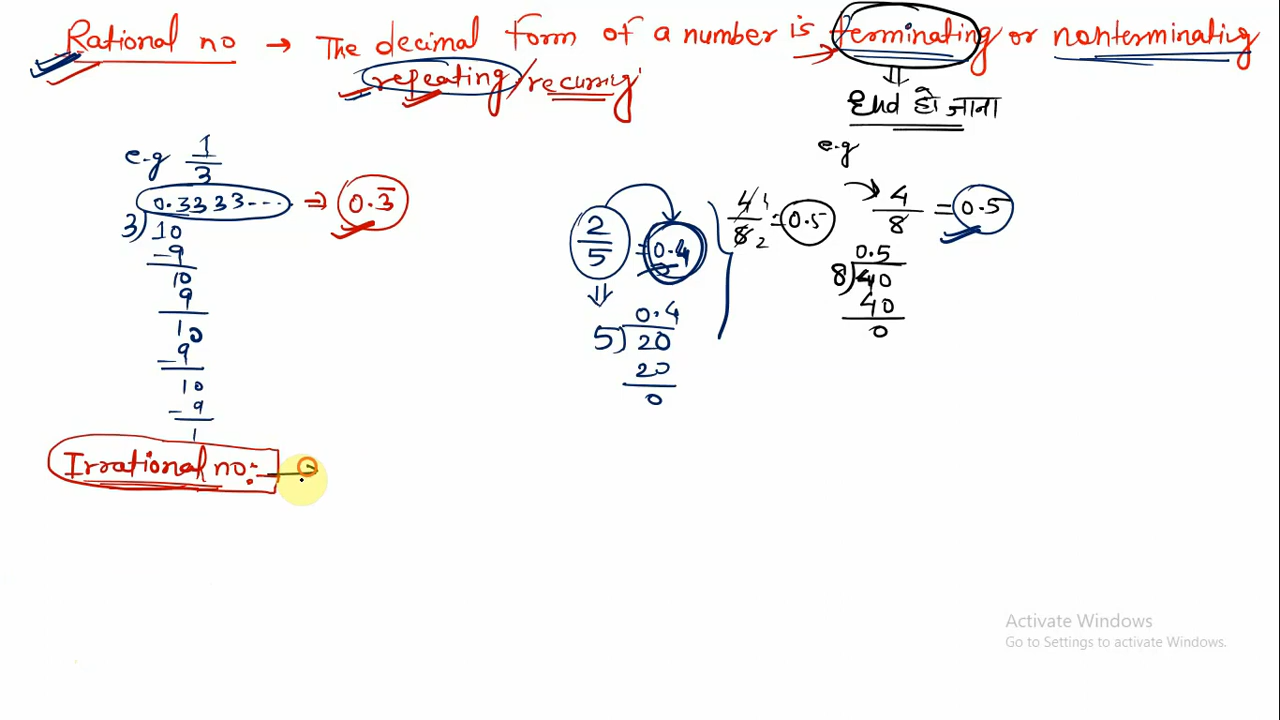 Rational no → The decimal form of a number is terminating or nonterminating
repeating/recurring
⇓
End हो जाना
e.g
e.g 1/3
0.3333... ⇒ 0.3̅
3)10
-9
10
9
10
-9
10
-9
1
2/5 = 0.4
⇓
0.4
5)20
20
0
4/8 = 0.5
1
2
4/8 = 0.5
0.5
8)40
40
0
Irrational no:-
Activate Windows
Go to Settings to activate Windows.